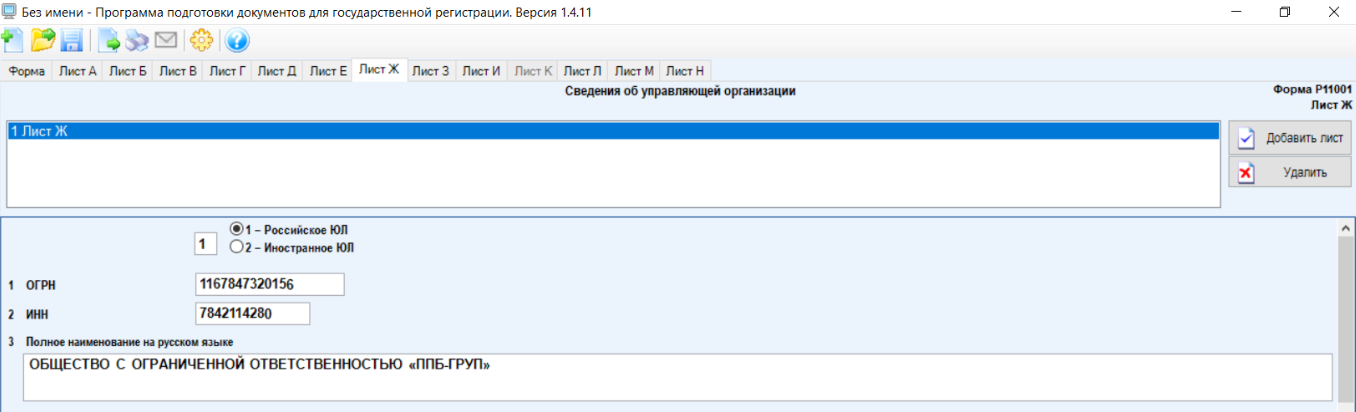 Без имени - Программа подготовки документов для государственной регистрации. Версия 1.4.11
Форма Лист А Лист Б Лист В Лист Г Лист Д Лист Е Лист Ж Лист З Лист И Лист К Лист Л Лист М Лист Н
Сведения об управляющей организации
Форма Р11001
Лист Ж
1 Лист Ж
Добавить лист
Удалить
1
1 – Российское ЮЛ
2 – Иностранное ЮЛ
1 ОГРН 1167847320156
2 ИНН 7842114280
3 Полное наименование на русском языке
ОБЩЕСТВО С ОГРАНИЧЕННОЙ ОТВЕТСТВЕННОСТЬЮ «ППБ-ГРУП»